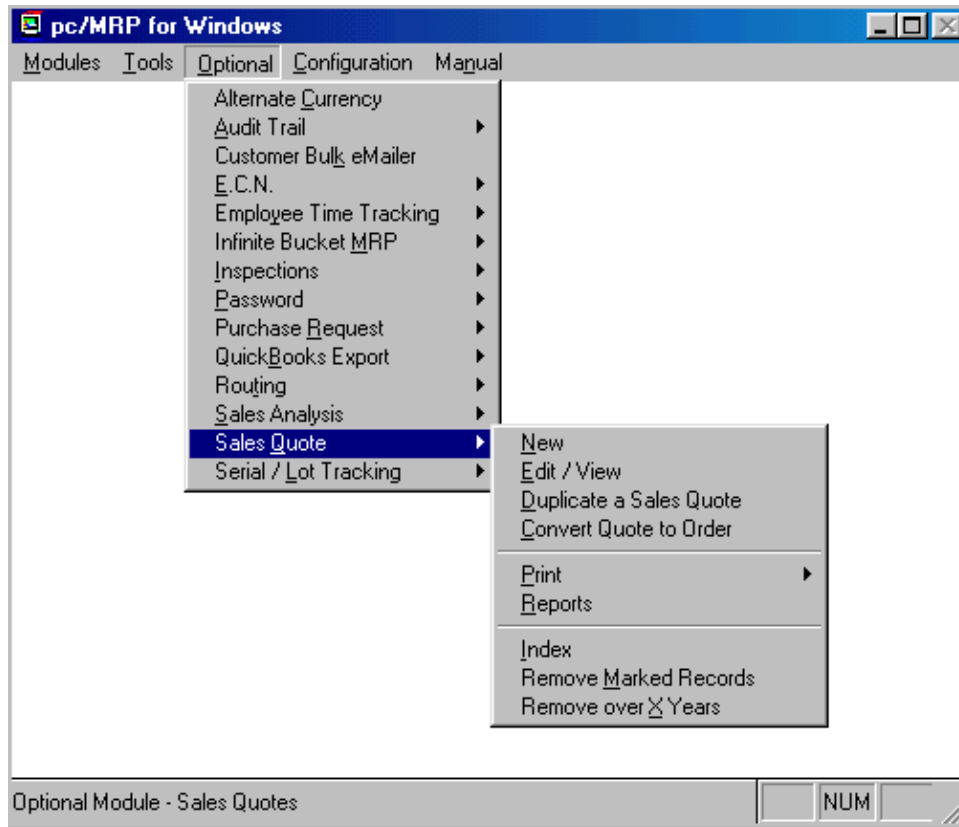 pc/MRP for Windows
Modules Tools Optional Configuration Manual
Alternate Currency
Audit Trail
Customer Bulk eMailer
E.C.N.
Employee Time Tracking
Infinite Bucket MRP
Inspections
Password
Purchase Request
QuickBooks Export
Routing
Sales Analysis
Sales Quote
Serial / Lot Tracking
New
Edit / View
Duplicate a Sales Quote
Convert Quote to Order
Print
Reports
Index
Remove Marked Records
Remove over X Years
Optional Module - Sales Quotes
NUM